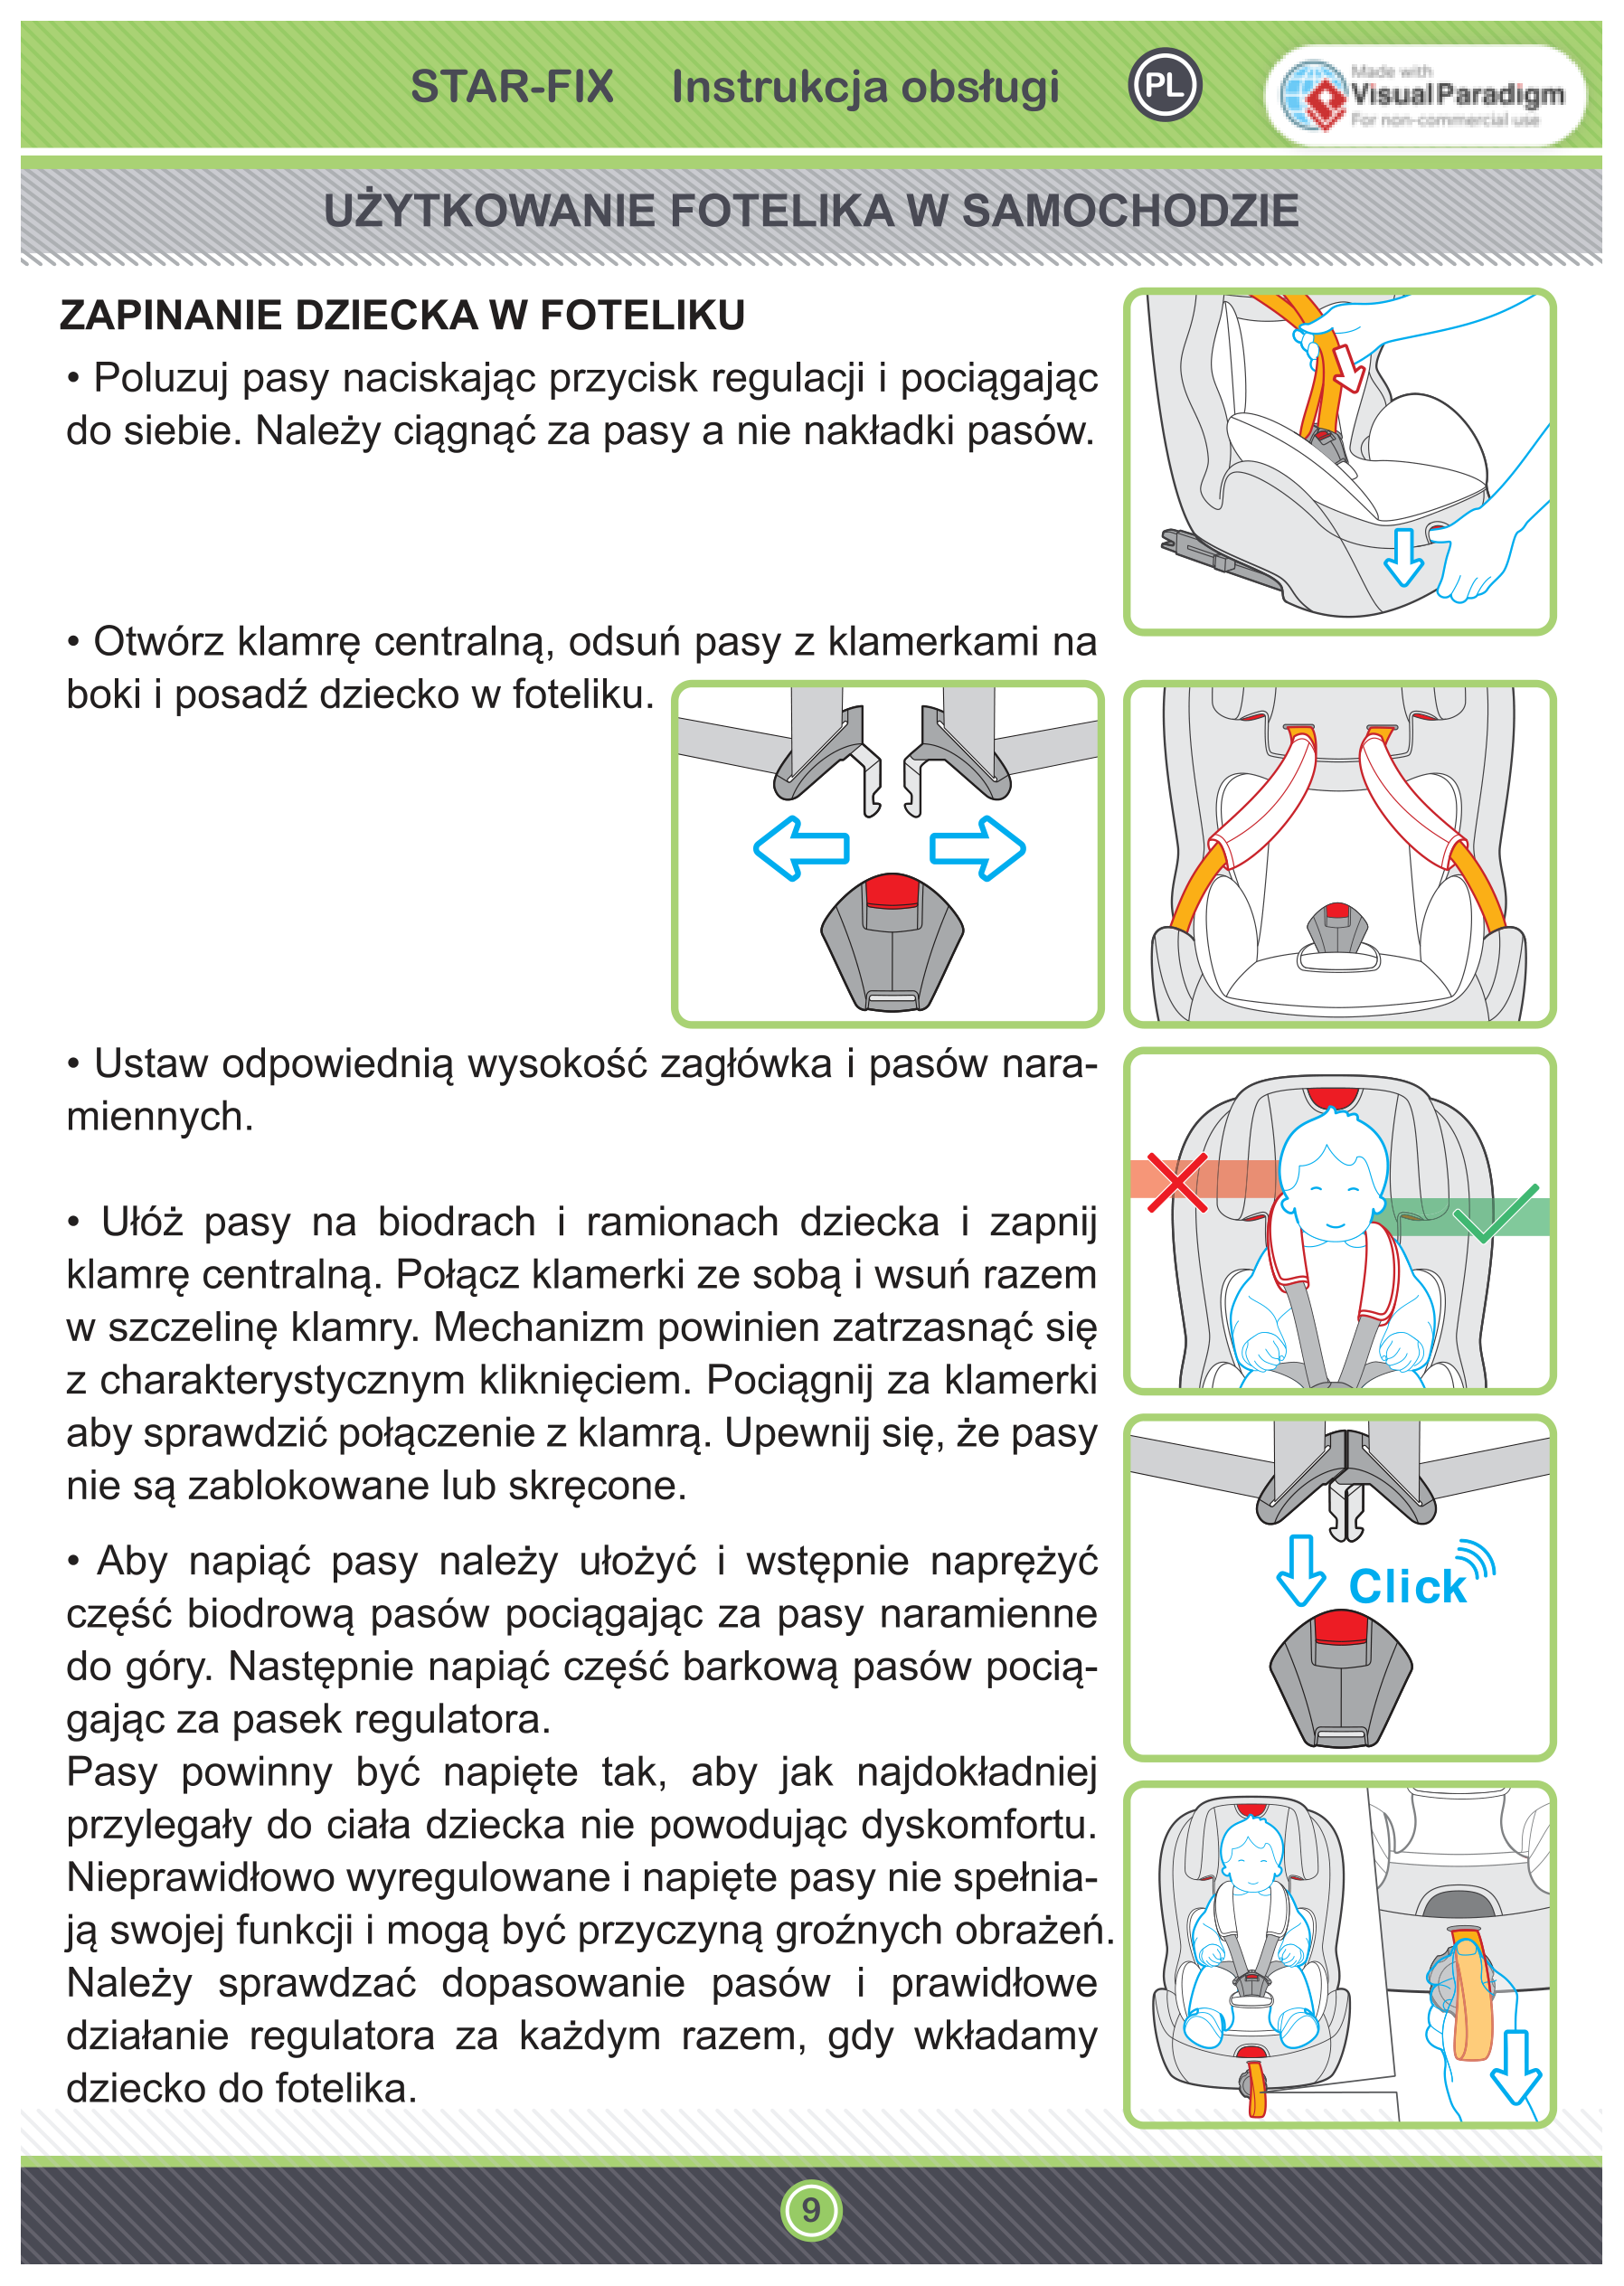 STAR-FIX Instrukcja obsługi PL
Made with
Visual Paradigm
For non-commercial use
UŻYTKOWANIE FOTELIKA W SAMOCHODZIE
ZAPINANIE DZIECKA W FOTELIKU
• Poluzuj pasy naciskając przycisk regulacji i pociągając
do siebie. Należy ciągnąć za pasy a nie nakładki pasów.
• Otwórz klamrę centralną, odsuń pasy z klamerkami na
boki i posadź dziecko w foteliku.
• Ustaw odpowiednią wysokość zagłówka i pasów nara-
miennych.
• Ułóż pasy na biodrach i ramionach dziecka i zapnij
klamrę centralną. Połącz klamerki ze sobą i wsuń razem
w szczelinę klamry. Mechanizm powinien zatrzasnąć się
z charakterystycznym kliknięciem. Pociągnij za klamerki
aby sprawdzić połączenie z klamrą. Upewnij się, że pasy
nie są zablokowane lub skręcone.
• Aby napiąć pasy należy ułożyć i wstępnie naprężyć
część biodrową pasów pociągając za pasy naramienne
do góry. Następnie napiąć część barkową pasów pocią-
gając za pasek regulatora.
Pasy powinny być napięte tak, aby jak najdokładniej
przylegały do ciała dziecka nie powodując dyskomfortu.
Nieprawidłowo wyregulowane i napięte pasy nie spełnia-
ją swojej funkcji i mogą być przyczyną groźnych obrażeń.
Należy sprawdzać dopasowanie pasów i prawidłowe
działanie regulatora za każdym razem, gdy wkładamy
dziecko do fotelika.
Click
9